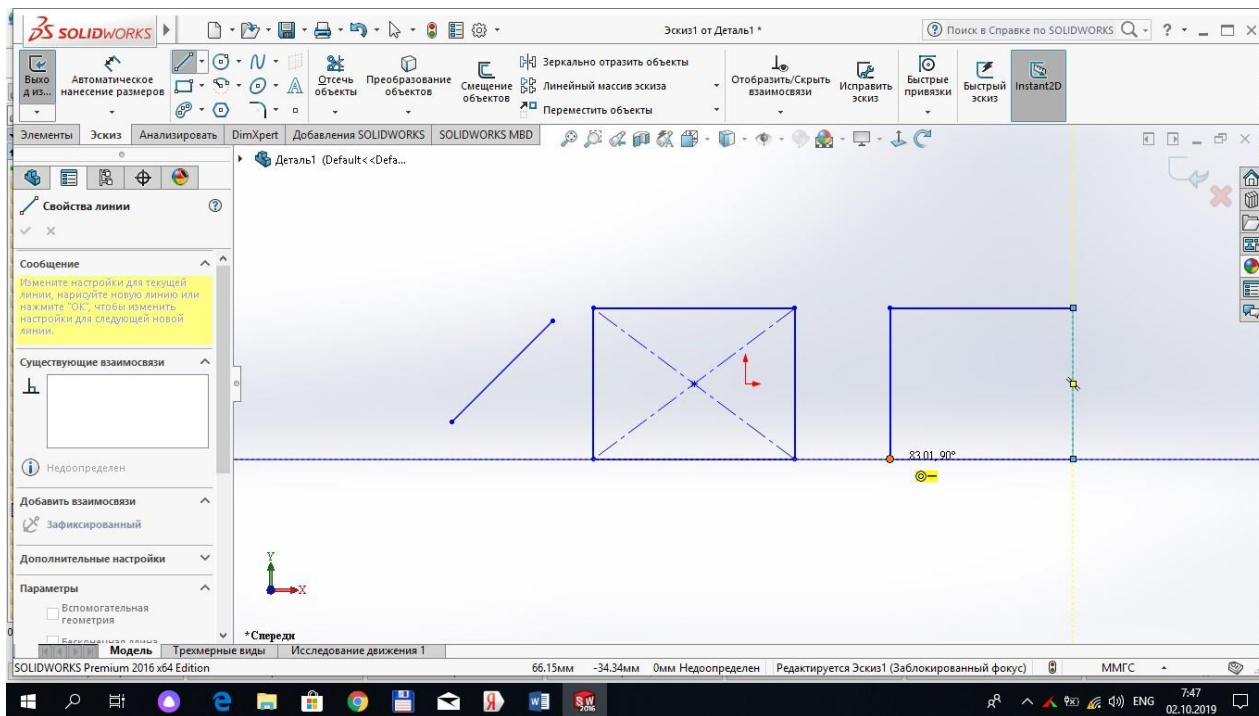 SOLIDWORKS
Эскиз1 от Деталь1 *
Поиск в Справке по SOLIDWORKS
Выхо
д из...
Автоматическое
нанесение размеров
Отсечь
объекты
Преобразование
объектов
Смещение
объектов
Зеркально отразить объекты
Линейный массив эскиза
Переместить объекты
Отобразить/Скрыть
взаимосвязи
Исправить
эскиз
Быстрые
привязки
Быстрый
эскиз
Instant2D
Элементы Эскиз Анализировать DimXpert Добавления SOLIDWORKS SOLIDWORKS MBD
Деталь1 (Default<<Defa...
Свойства линии
Сообщение
Измените настройки для текущей
линии, нарисуйте новую линию или
нажмите "ОК", чтобы изменить
настройки для следующей новой
линии.
Существующие взаимосвязи
Недоопределен
Добавить взаимосвязи
Зафиксированный
Дополнительные настройки
Параметры
Вспомогательная
геометрия
Бесконечная длина
83.01, 90°
Y
X
*Спереди
Модель Трехмерные виды Исследование движения 1
SOLIDWORKS Premium 2016 x64 Edition 66.15мм -34.34мм 0мм Недоопределен Редактируется Эскиз1 (Заблокированный фокус) ММГС
ENG
7:47
02.10.2019